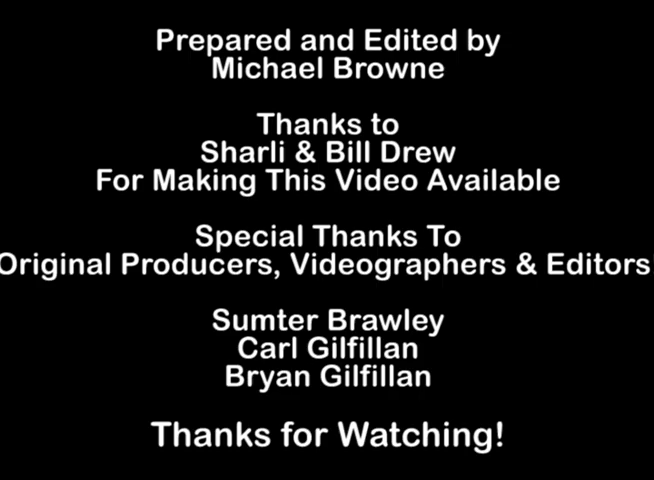 Prepared and Edited by
Michael Browne
Thanks to
Sharli & Bill Drew
For Making This Video Available
Special Thanks To
Original Producers, Videographers & Editors
Sumter Brawley
Carl Gilfillan
Bryan Gilfillan
Thanks for Watching!